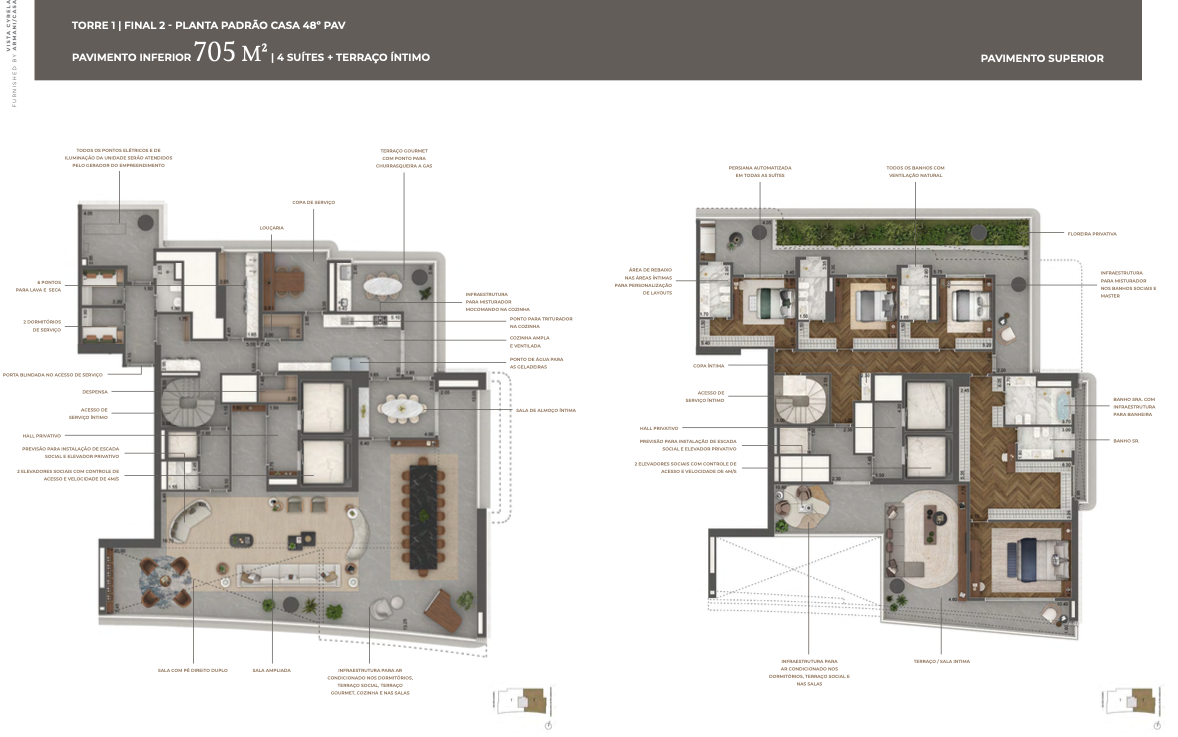 VISTA CYRELA
FURNISHED BY ARMANI/CASA
TORRE 1 | FINAL 2 - PLANTA PADRÃO CASA 48º PAV
PAVIMENTO INFERIOR 705 M² | 4 SUÍTES + TERRAÇO ÍNTIMO
PAVIMENTO SUPERIOR
TODOS OS PONTOS ELÉTRICOS E DE
ILUMINAÇÃO DA UNIDADE SERÃO ATENDIDOS
PELO GERADOR DO EMPREENDIMENTO
TERRAÇO GOURMET
COM PONTO PARA
CHURRASQUEIRA A GAS
COPA DE SERVIÇO
LOUÇARIA
6 PONTOS
PARA LAVA E SECA
2 DORMITÓRIOS
DE SERVIÇO
PORTA BLINDADA NO ACESSO DE SERVIÇO
DESPENSA
ACESSO DE
SERVIÇO ÍNTIMO
HALL PRIVATIVO
PREVISÃO PARA INSTALAÇÃO DE ESCADA
SOCIAL E ELEVADOR PRIVATIVO
2 ELEVADORES SOCIAIS COM CONTROLE DE
ACESSO E VELOCIDADE DE 4M/S
INFRAESTRUTURA
PARA MISTURADOR
MOCOMANDO NA COZINHA
PONTO PARA TRITURADOR
NA COZINHA
COZINHA AMPLA
E VENTILADA
PONTO DE ÁGUA PARA
AS GELADEIRAS
SALA DE ALMOÇO ÍNTIMA
SALA COM PÉ DIREITO DUPLO
SALA AMPLIADA
INFRAESTRUTURA PARA AR
CONDICIONADO NOS DORMITÓRIOS,
TERRAÇO SOCIAL, TERRAÇO
GOURMET, COZINHA E NAS SALAS
PERSIANA AUTOMATIZADA
EM TODAS AS SUÍTES
TODOS OS BANHOS COM
VENTILAÇÃO NATURAL
FLOREIRA PRIVATIVA
ÁREA DE REBAIXO
NAS ÁREAS ÍNTIMAS
PARA PERSONALIZAÇÃO
DE LAYOUTS
INFRAESTRUTURA
PARA MISTURADOR
NOS BANHOS SOCIAIS E
MASTER
COPA ÍNTIMA
ACESSO DE
SERVIÇO ÍNTIMO
HALL PRIVATIVO
PREVISÃO PARA INSTALAÇÃO DE ESCADA
SOCIAL E ELEVADOR PRIVATIVO
2 ELEVADORES SOCIAIS COM CONTROLE DE
ACESSO E VELOCIDADE DE 4M/S
BANHO SRA. COM
INFRAESTRUTURA
PARA BANHEIRA
BANHO SR.
INFRAESTRUTURA PARA
AR CONDICIONADO NOS
DORMITÓRIOS, TERRAÇO SOCIAL E
NAS SALAS
TERRAÇO / SALA INTIMA